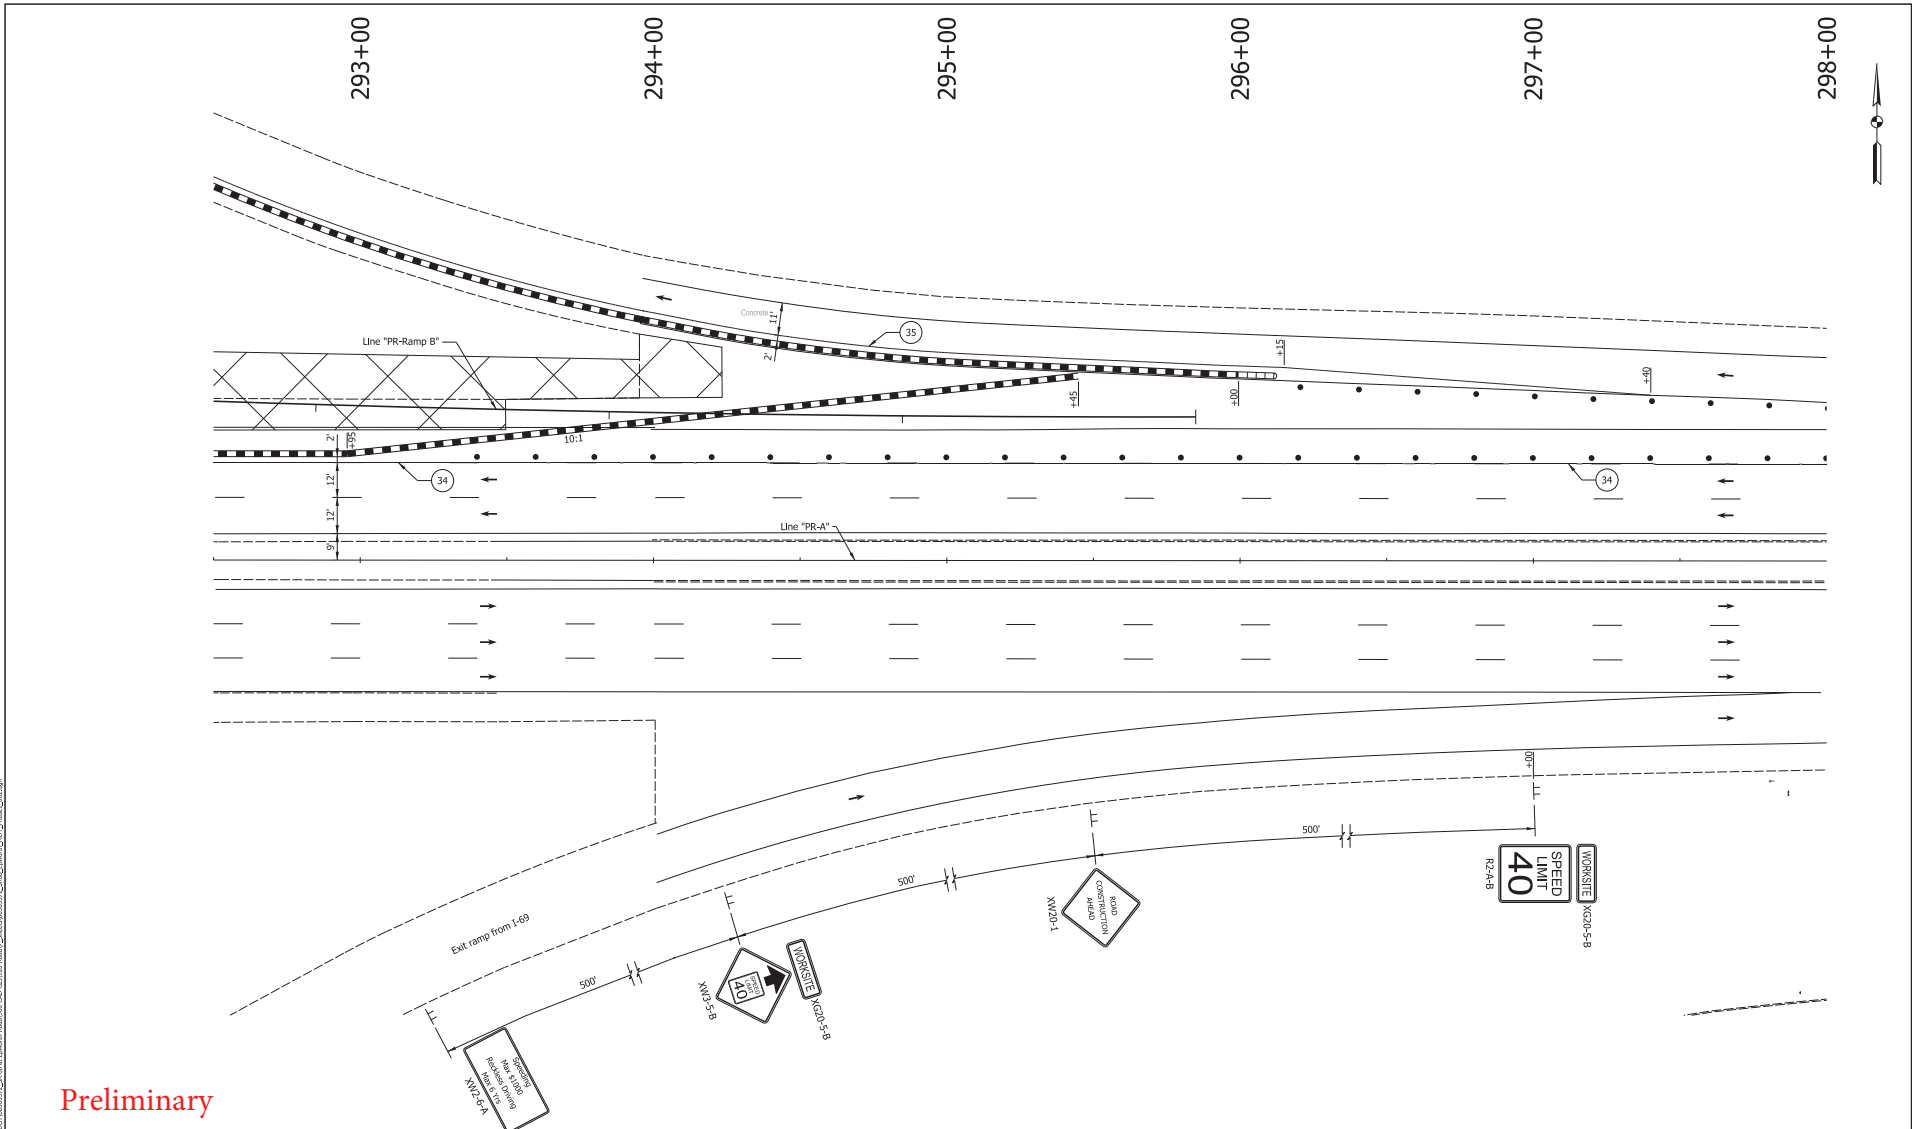 293+00
294+00
295+00
296+00
297+00
298+00
Concrete
11'
2'
35
+15
Line "PR-Ramp B"
+40
+45
+00
2'
+95
10:1
12'
34
34
12'
Line "PR-A"
9'
+00
500'
SPEED
LIMIT
40
R2-A-B
WORKSITE
XG20-5-B
500'
ROAD
CONSTRUCTION
AHEAD
XW20-1
Exit ramp from I-69
500'
SPEED
LIMIT
40
XW3-5-B
WORKSITE
XG20-5-B
Speeding
Max $1000
Reckless Driving
Max 6 Yrs
XW2-6-A
Preliminary